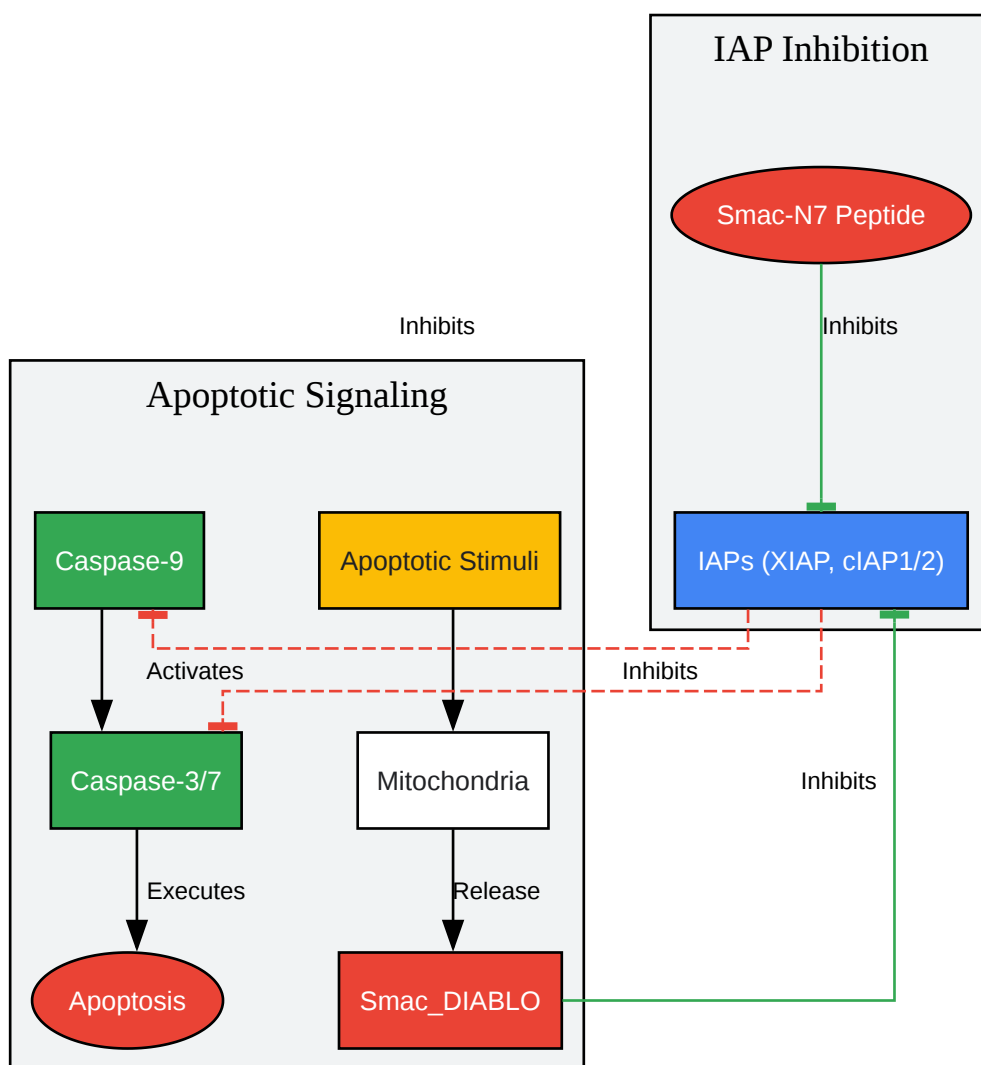 IAP Inhibition
Smac-N7 Peptide
Inhibits
Inhibits
Apoptotic Signaling
Caspase-9
Apoptotic Stimuli
IAPs (XIAP, cIAP1/2)
Activates
Inhibits
Caspase-3/7
Mitochondria
Inhibits
Executes
Release
Apoptosis
Smac_DIABLO